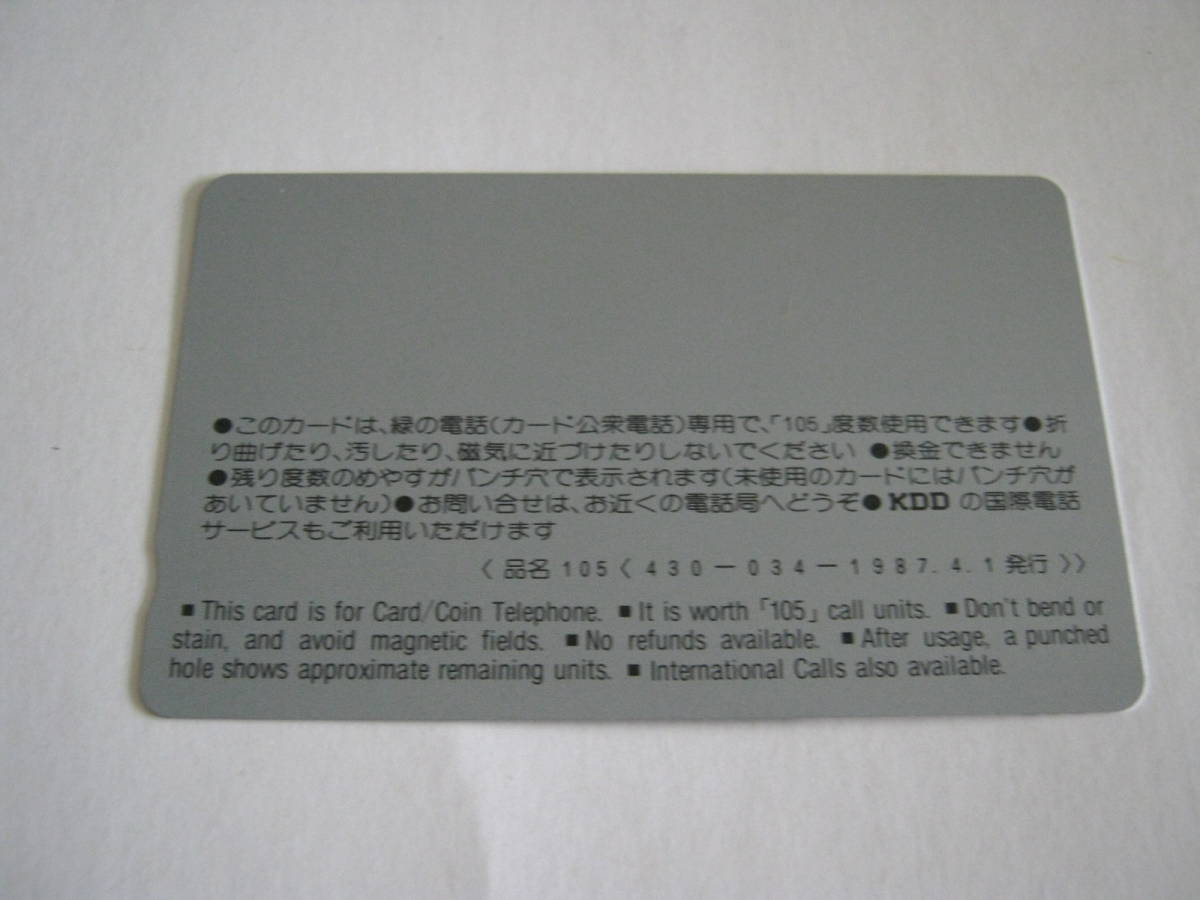 ●このカードは、緑の電話(カード公衆電話)専用で、「105」度数使用できます●折
り曲げたり、汚したり、磁気に近づけたりしないでください ●換金できません
●残り度数のめやすがパンチ穴で表示されます(未使用のカードにはパンチ穴が
あいていません)●お問い合せは、お近くの電話局へどうぞ● KDD の国際電話
サービスもご利用いただけます
〈 品名 105〈 430－034－1987.4.1 発行 〉〉
■ This card is for Card/Coin Telephone. ■ It is worth「105」call units. ■ Don't bend or
stain, and avoid magnetic fields. ■ No refunds available. ■ After usage, a punched
hole shows approximate remaining units. ■ International Calls also available.